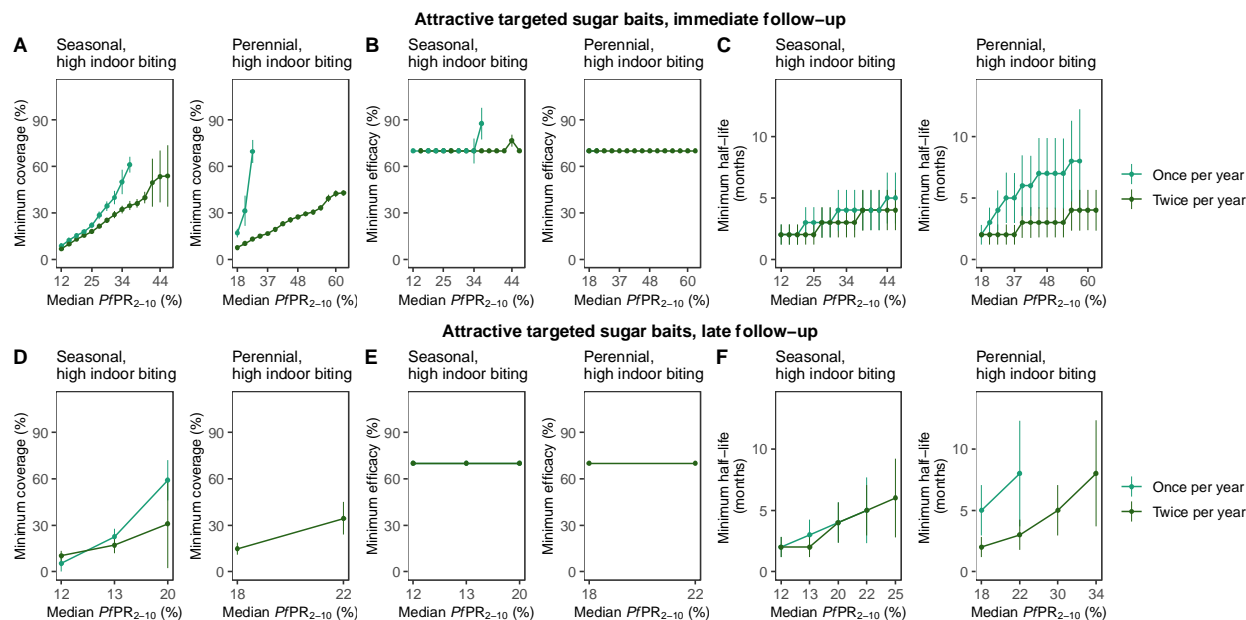 Attractive targeted sugar baits, immediate follow−up
A
Seasonal,
high indoor biting
Perennial,
high indoor biting
B
Seasonal,
high indoor biting
Perennial,
high indoor biting
C
Seasonal,
high indoor biting
Perennial,
high indoor biting
Minimum coverage (%)
90
60
30
0
12 25 34 44
Median PfPR2−10 (%)
Minimum coverage (%)
90
60
30
0
18 37 48 60
Median PfPR2−10 (%)
Minimum efficacy (%)
90
60
30
0
12 25 34 44
Median PfPR2−10 (%)
Minimum efficacy (%)
90
60
30
0
18 37 48 60
Median PfPR2−10 (%)
Minimum half−life
(months)
10
5
0
12 25 34 44
Median PfPR2−10 (%)
Minimum half−life
(months)
10
5
0
18 37 48 60
Median PfPR2−10 (%)
Once per year
Twice per year
Attractive targeted sugar baits, late follow−up
D
Seasonal,
high indoor biting
Perennial,
high indoor biting
E
Seasonal,
high indoor biting
Perennial,
high indoor biting
F
Seasonal,
high indoor biting
Perennial,
high indoor biting
Minimum coverage (%)
90
60
30
0
12 13 20
Median PfPR2−10 (%)
Minimum coverage (%)
90
60
30
0
18 22
Median PfPR2−10 (%)
Minimum efficacy (%)
90
60
30
0
12 13 20
Median PfPR2−10 (%)
Minimum efficacy (%)
90
60
30
0
18 22
Median PfPR2−10 (%)
Minimum half−life
(months)
10
5
0
12 13 20 22 25
Median PfPR2−10 (%)
Minimum half−life
(months)
10
5
0
18 22 30 34
Median PfPR2−10 (%)
Once per year
Twice per year